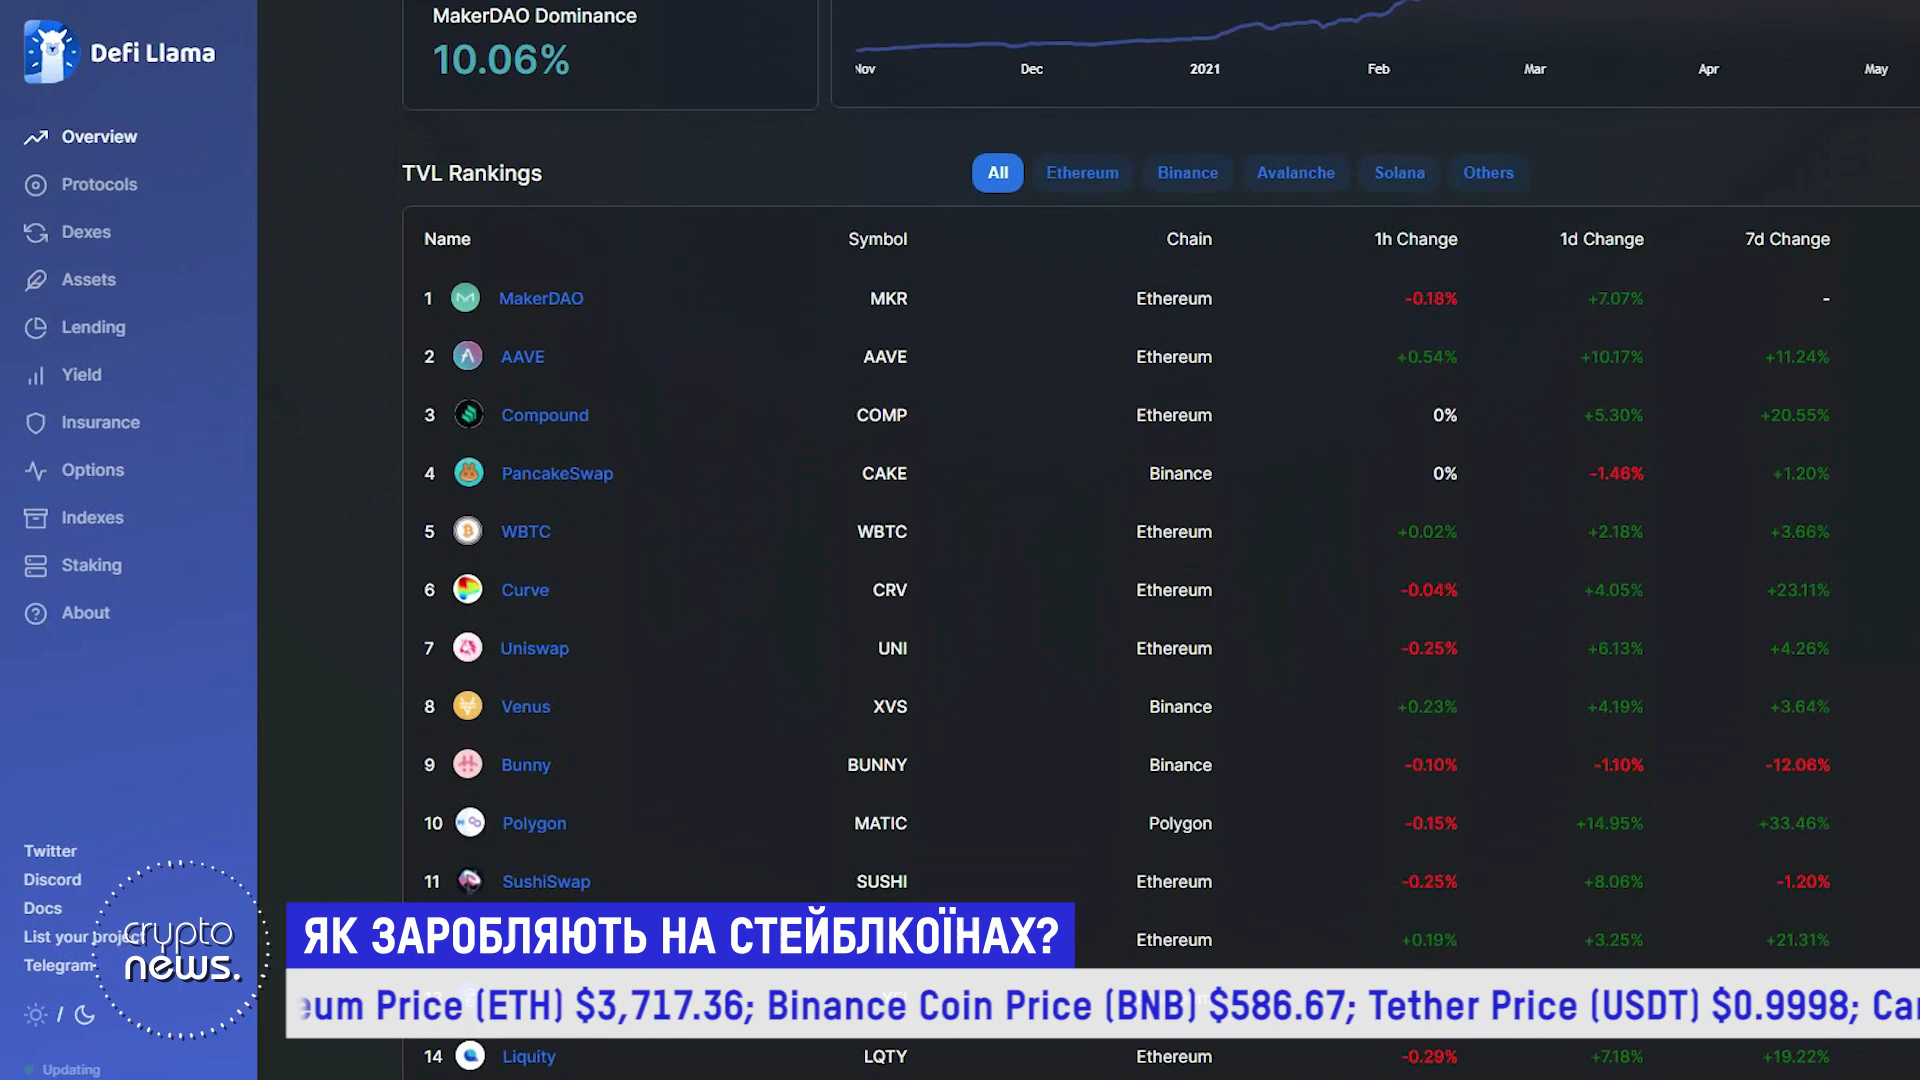 Defi Llama
Overview
Protocols
Dexes
Assets
Lending
Yield
Insurance
Options
Indexes
Staking
About
Twitter
Discord
Docs
List your project
Telegram
/
Updating
crypto
news.
MakerDAO Dominance
10.06%
Nov Dec 2021 Feb Mar Apr May
TVL Rankings
All Ethereum Binance Avalanche Solana Others
Name Symbol Chain 1h Change 1d Change 7d Change
1 MakerDAO MKR Ethereum -0.18% +7.07% -
2 AAVE AAVE Ethereum +0.54% +10.17% +11.24%
3 Compound COMP Ethereum 0% +5.30% +20.55%
4 PancakeSwap CAKE Binance 0% -1.46% +1.20%
5 WBTC WBTC Ethereum +0.02% +2.18% +3.66%
6 Curve CRV Ethereum -0.04% +4.05% +23.11%
7 Uniswap UNI Ethereum -0.25% +6.13% +4.26%
8 Venus XVS Binance +0.23% +4.19% +3.64%
9 Bunny BUNNY Binance -0.10% -1.10% -12.06%
10 Polygon MATIC Polygon -0.15% +14.95% +33.46%
11 SushiSwap SUSHI Ethereum -0.25% +8.06% -1.20%
Ethereum +0.19% +3.25% +21.31%
ЯК ЗАРОБЛЯЮТЬ НА СТЕЙБЛКОЇНАХ?
eum Price (ETH) $3,717.36; Binance Coin Price (BNB) $586.67; Tether Price (USDT) $0.9998; Ca
14 Liquity LQTY Ethereum -0.29% +7.18% +19.22%